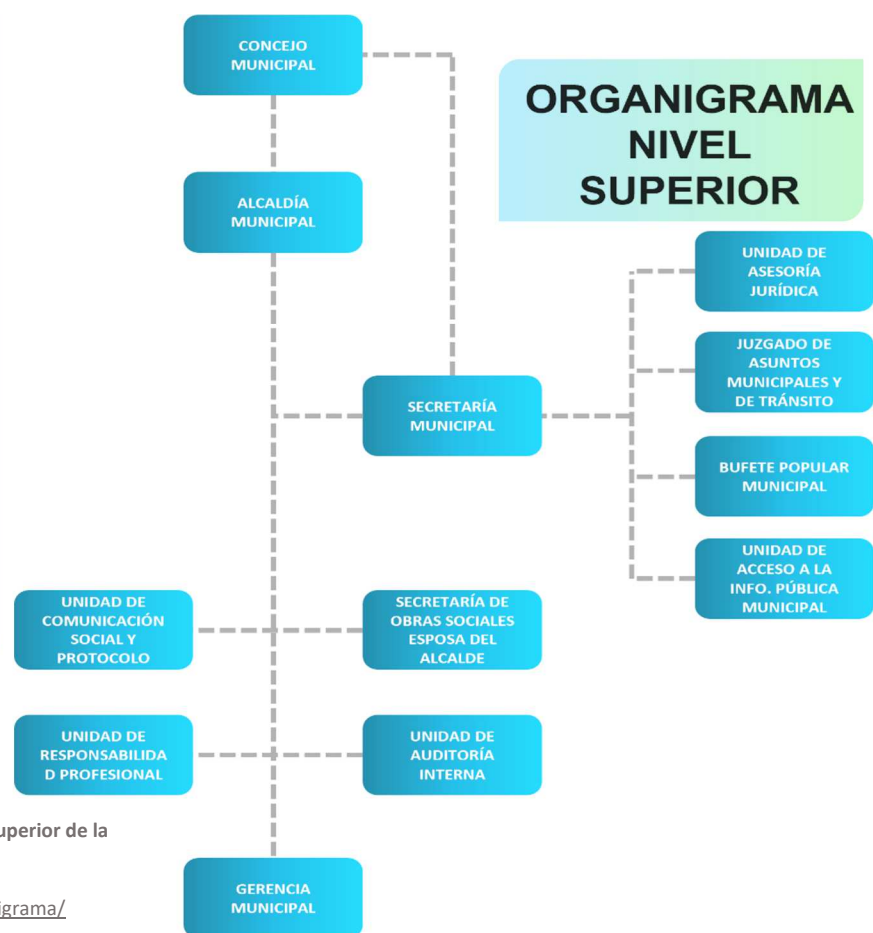 CONCEJO
MUNICIPAL
ORGANIGRAMA
NIVEL
SUPERIOR
ALCALDÍA
MUNICIPAL
UNIDAD DE
ASESORÍA
JURÍDICA
JUZGADO DE
ASUNTOS
MUNICIPALES Y
DE TRÁNSITO
SECRETARÍA
MUNICIPAL
BUFETE POPULAR
MUNICIPAL
UNIDAD DE
ACCESO A LA
INFO. PÚBLICA
MUNICIPAL
UNIDAD DE
COMUNICACIÓN
SOCIAL Y
PROTOCOLO
SECRETARÍA DE
OBRAS SOCIALES
ESPOSA DEL
ALCALDE
UNIDAD DE
RESPONSABILIDA
D PROFESIONAL
UNIDAD DE
AUDITORÍA
INTERNA
uperior de la
igrama/
GERENCIA
MUNICIPAL